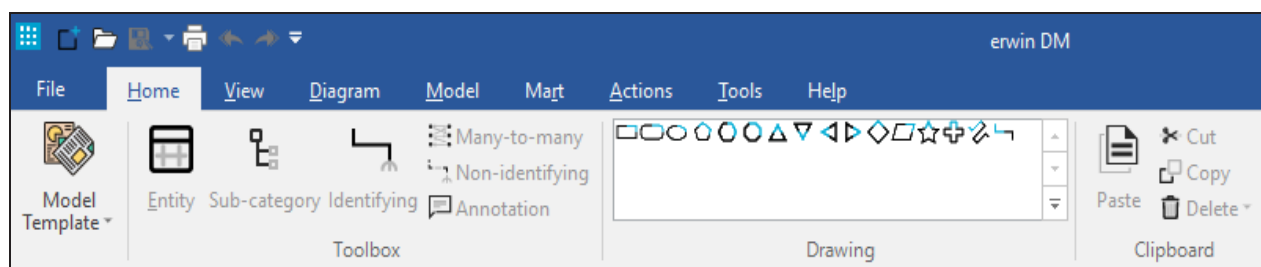 erwin DM
File Home View Diagram Model Mart Actions Tools Help
Model
Template
Entity Sub-category Identifying
Many-to-many
Non-identifying
Annotation
Toolbox
Drawing
Paste
Cut
Copy
Delete
Clipboard